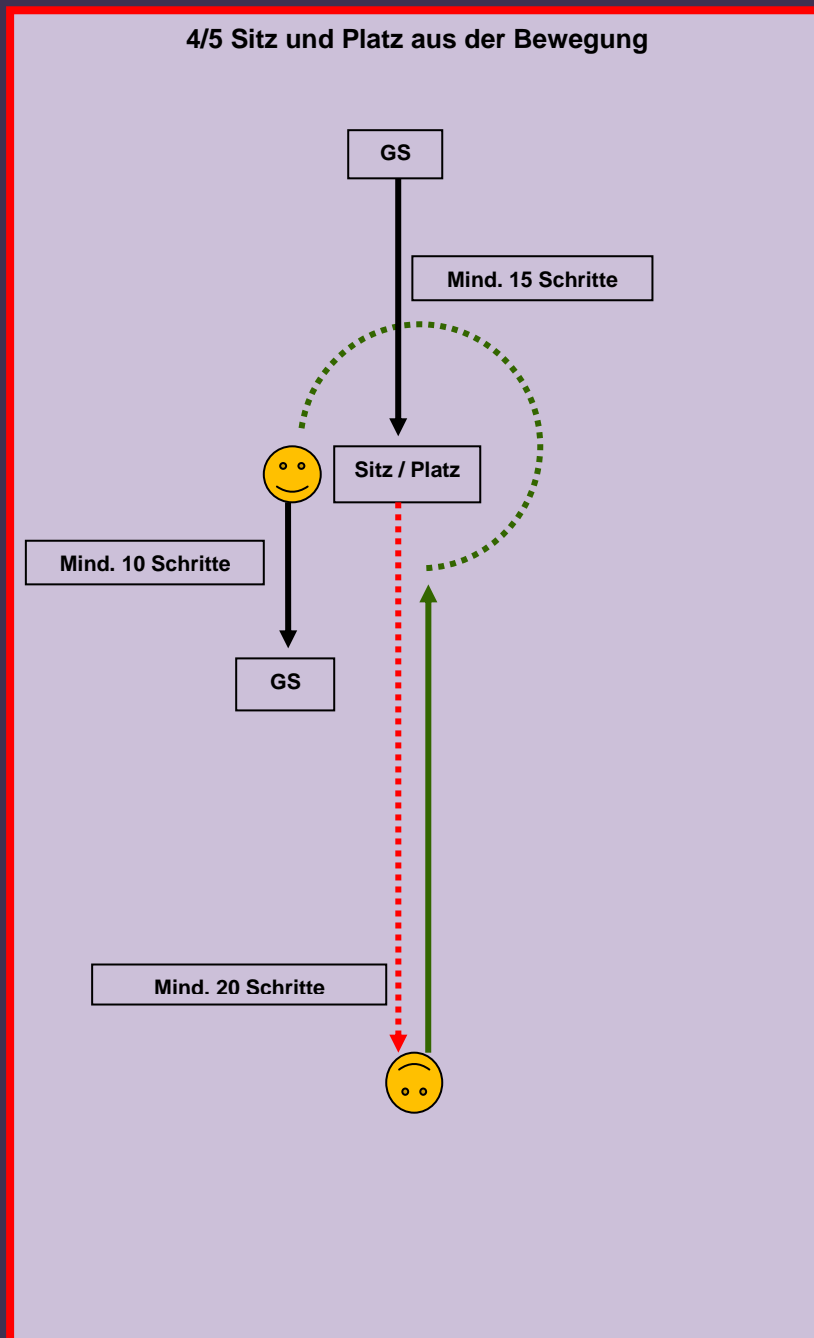 4/5 Sitz und Platz aus der Bewegung
GS
Mind. 15 Schritte
Sitz / Platz
Mind. 10 Schritte
GS
Mind. 20 Schritte